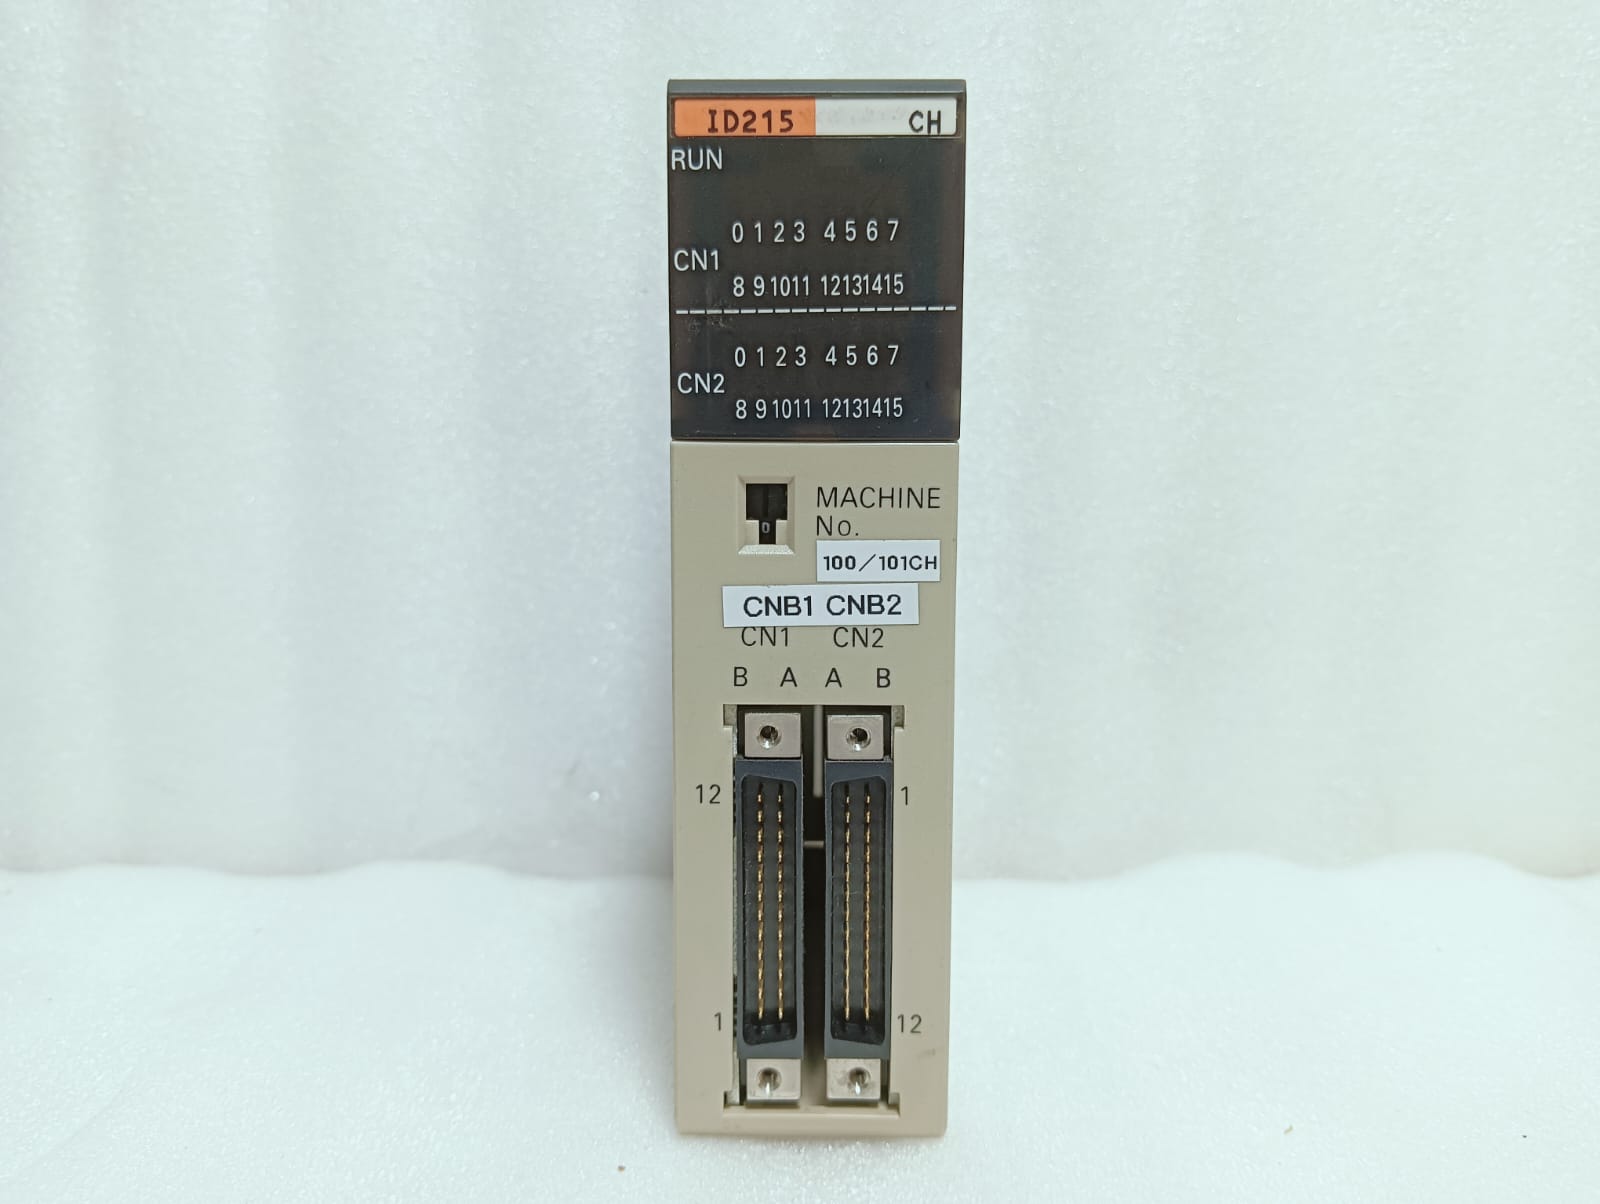 ID215 CH
RUN
0 1 2 3 4 5 6 7
CN1
8 9 10 11 12 13 14 15
0 1 2 3 4 5 6 7
CN2
8 9 10 11 12 13 14 15
MACHINE
No.
0
100/101CH
CNB1 CNB2
CN1 CN2
B A A B
12 1
1 12